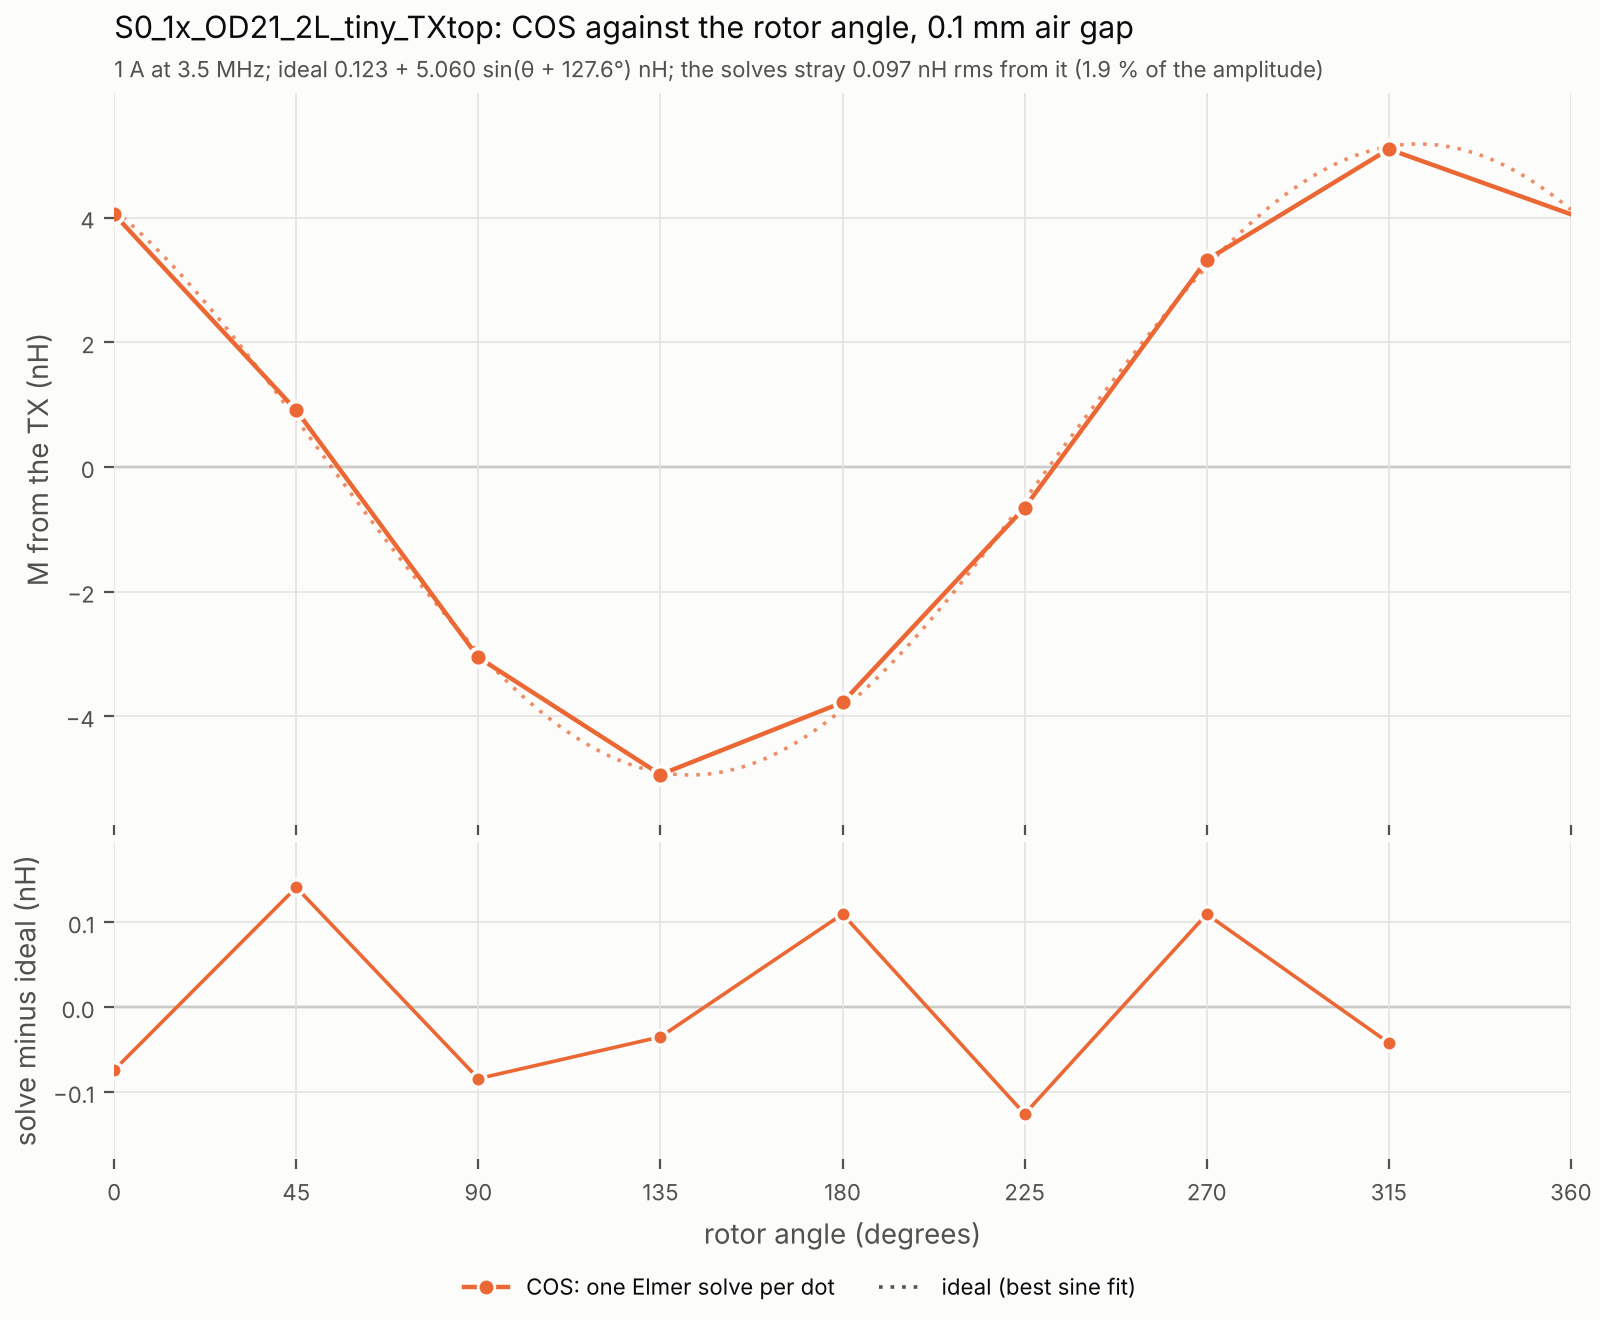 S0_1x_OD21_2L_tiny_TXtop: COS against the rotor angle, 0.1 mm air gap
1 A at 3.5 MHz; ideal 0.123 + 5.060 sin(θ + 127.6°) nH; the solves stray 0.097 nH rms from it (1.9 % of the amplitude)
M from the TX (nH)
4
2
0
−2
−4
solve minus ideal (nH)
0.1
0.0
−0.1
0 45 90 135 180 225 270 315 360
rotor angle (degrees)
COS: one Elmer solve per dot ideal (best sine fit)